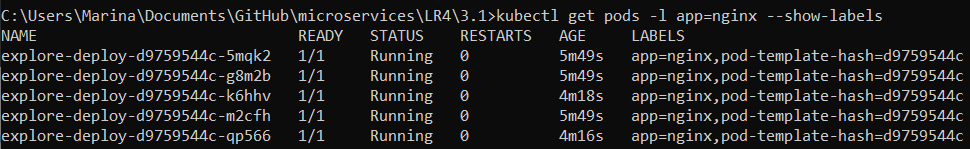 C:\Users\Marina\Documents\GitHub\microservices\LR4\3.1>kubectl get pods -l app=nginx --show-labels
NAME READY STATUS RESTARTS AGE LABELS
explore-deploy-d9759544c-5mqk2 1/1 Running 0 5m49s app=nginx,pod-template-hash=d9759544c
explore-deploy-d9759544c-g8m2b 1/1 Running 0 5m49s app=nginx,pod-template-hash=d9759544c
explore-deploy-d9759544c-k6hhv 1/1 Running 0 4m18s app=nginx,pod-template-hash=d9759544c
explore-deploy-d9759544c-m2cfh 1/1 Running 0 5m49s app=nginx,pod-template-hash=d9759544c
explore-deploy-d9759544c-qp566 1/1 Running 0 4m16s app=nginx,pod-template-hash=d9759544c